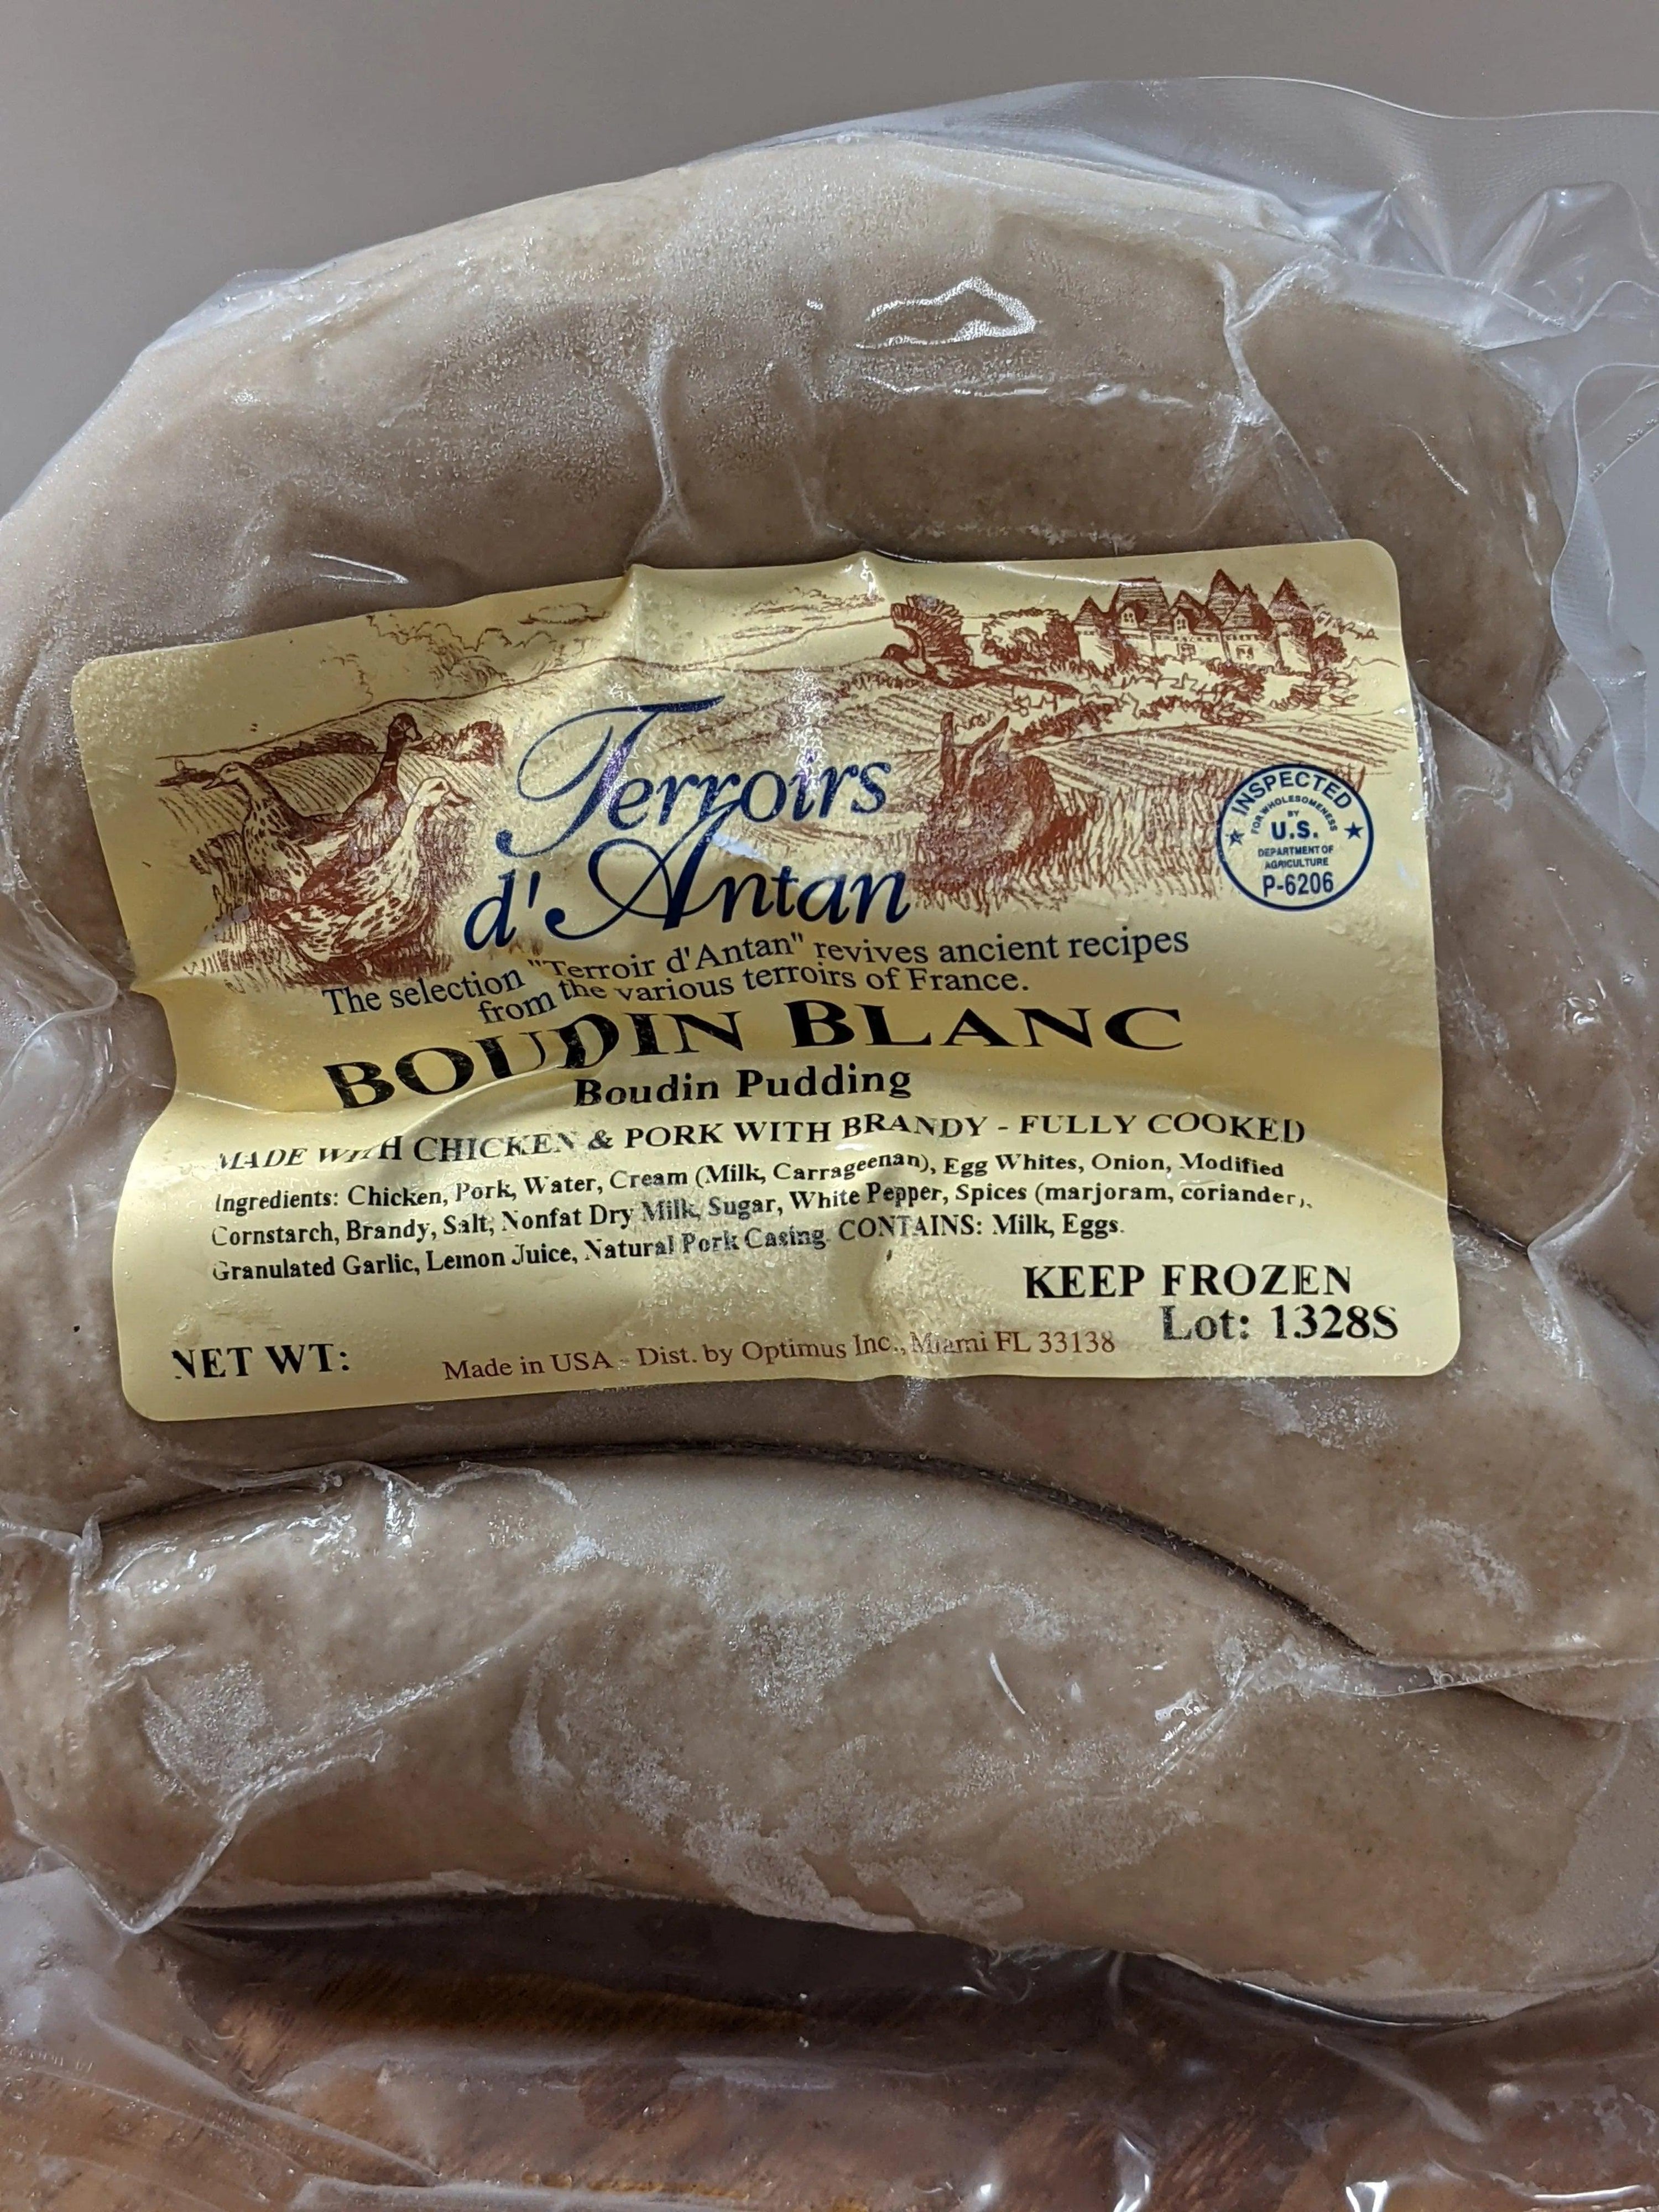 Terroirs
d'Antan
INSPECTED
FOR WHOLESOMENESS
BY
U.S.
DEPARTMENT OF
AGRICULTURE
P-6206
The selection "Terroir d'Antan" revives ancient recipes
from the various terroirs of France.
BOUDIN BLANC
Boudin Pudding
MADE WITH CHICKEN & PORK WITH BRANDY - FULLY COOKED
Ingredients: Chicken, Pork, Water, Cream (Milk, Carrageenan), Egg Whites, Onion, Modified
Cornstarch, Brandy, Salt, Nonfat Dry Milk, Sugar, White Pepper, Spices (marjoram, coriander),
Granulated Garlic, Lemon Juice, Natural Pork Casing. CONTAINS: Milk, Eggs.
KEEP FROZEN
Lot: 1328S
NET WT:
Made in USA - Dist. by Optimus Inc., Miami FL 33138